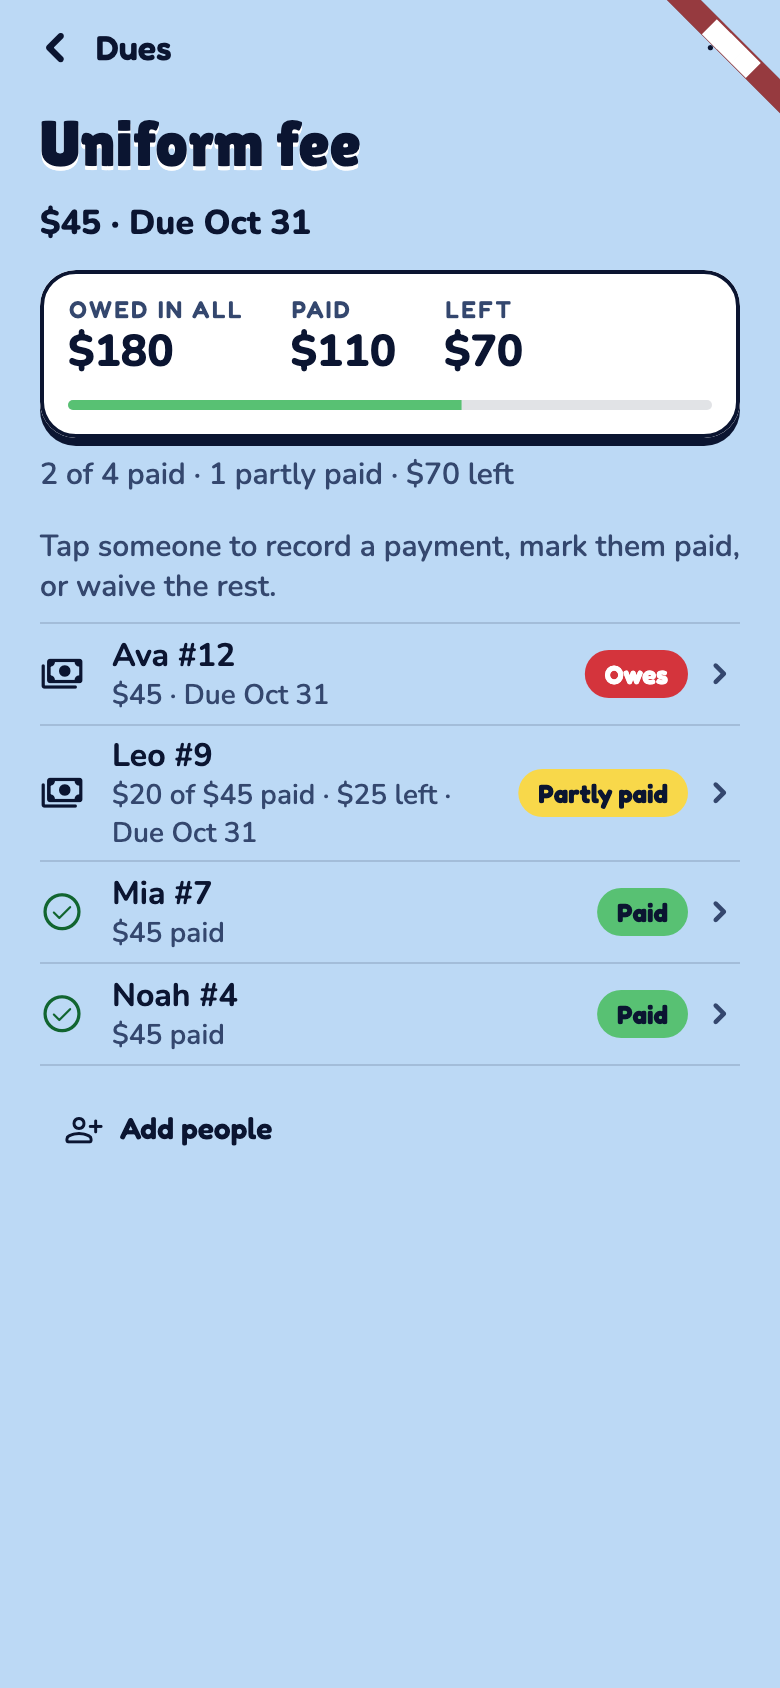 Dues
Uniform fee
$45 · Due Oct 31
OWED IN ALL
$180
PAID
$110
LEFT
$70
2 of 4 paid · 1 partly paid · $70 left
Tap someone to record a payment, mark them paid,
or waive the rest.
Ava #12
$45 · Due Oct 31
Owes
Leo #9
$20 of $45 paid · $25 left ·
Due Oct 31
Partly paid
Mia #7
$45 paid
Paid
Noah #4
$45 paid
Paid
Add people